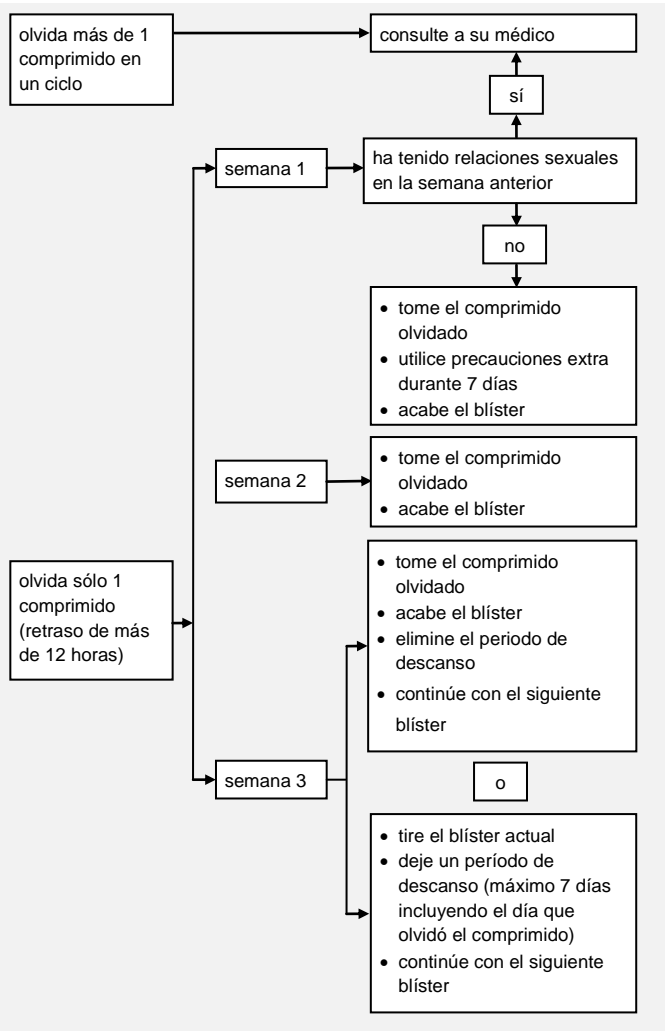 olvida más de 1
comprimido en
un ciclo
consulte a su médico
sí
semana 1
ha tenido relaciones sexuales
en la semana anterior
no
• tome el comprimido
olvidado
• utilice precauciones extra
durante 7 días
• acabe el blíster
semana 2
• tome el comprimido
olvidado
• acabe el blíster
olvida sólo 1
comprimido
(retraso de más
de 12 horas)
• tome el comprimido
olvidado
• acabe el blíster
• elimine el periodo de
descanso
• continúe con el siguiente
blíster
semana 3
o
• tire el blíster actual
• deje un período de
descanso (máximo 7 días
incluyendo el día que
olvidó el comprimido)
• continúe con el siguiente
blíster